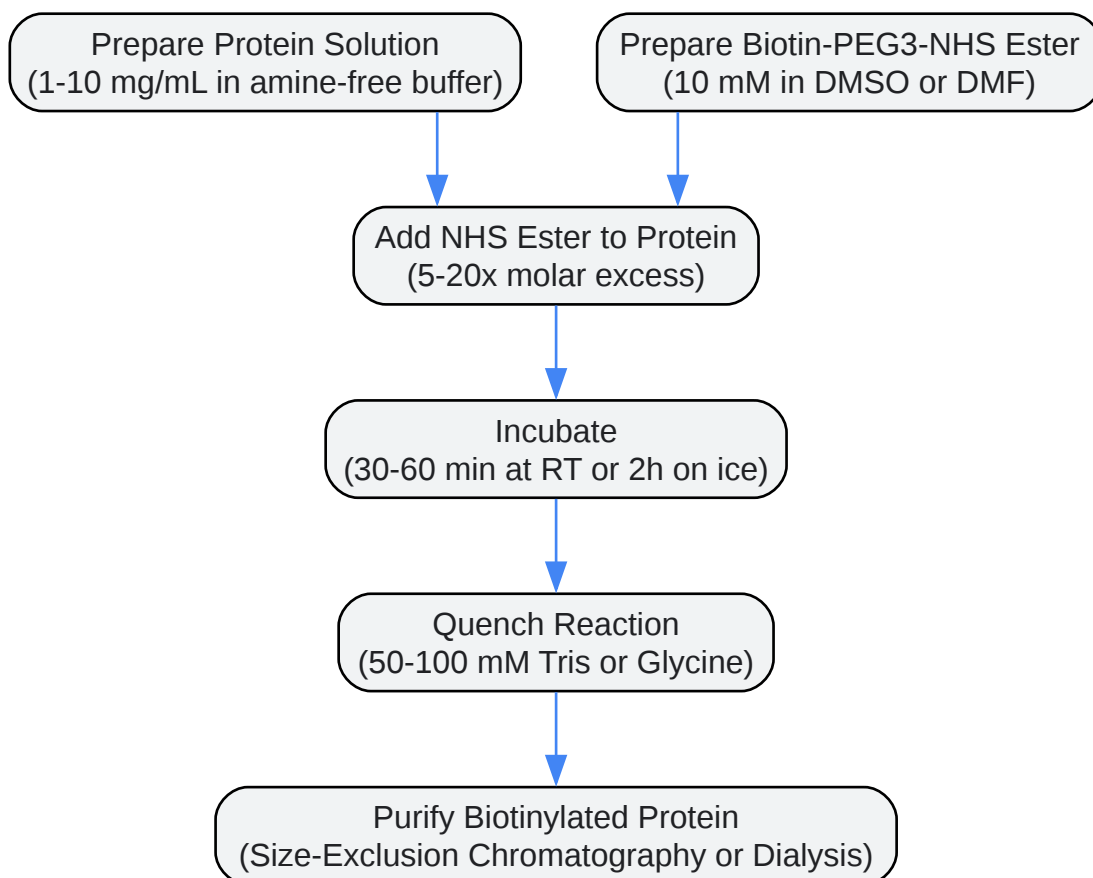 Prepare Protein Solution
(1-10 mg/mL in amine-free buffer)
Prepare Biotin-PEG3-NHS Ester
(10 mM in DMSO or DMF)
Add NHS Ester to Protein
(5-20x molar excess)
Incubate
(30-60 min at RT or 2h on ice)
Quench Reaction
(50-100 mM Tris or Glycine)
Purify Biotinylated Protein
(Size-Exclusion Chromatography or Dialysis)